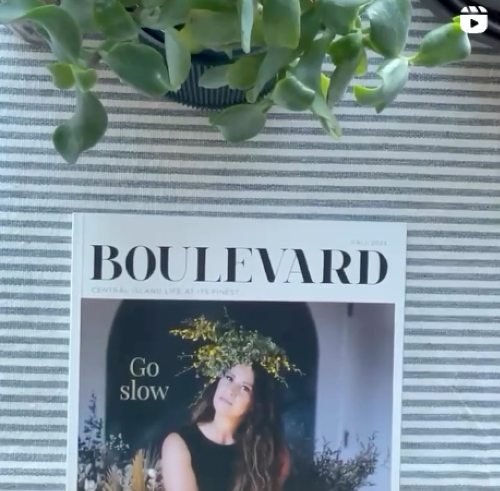 FALL 2021
BOULEVARD
CENTRAL ISLAND LIFE AT ITS FINEST
Go
slow